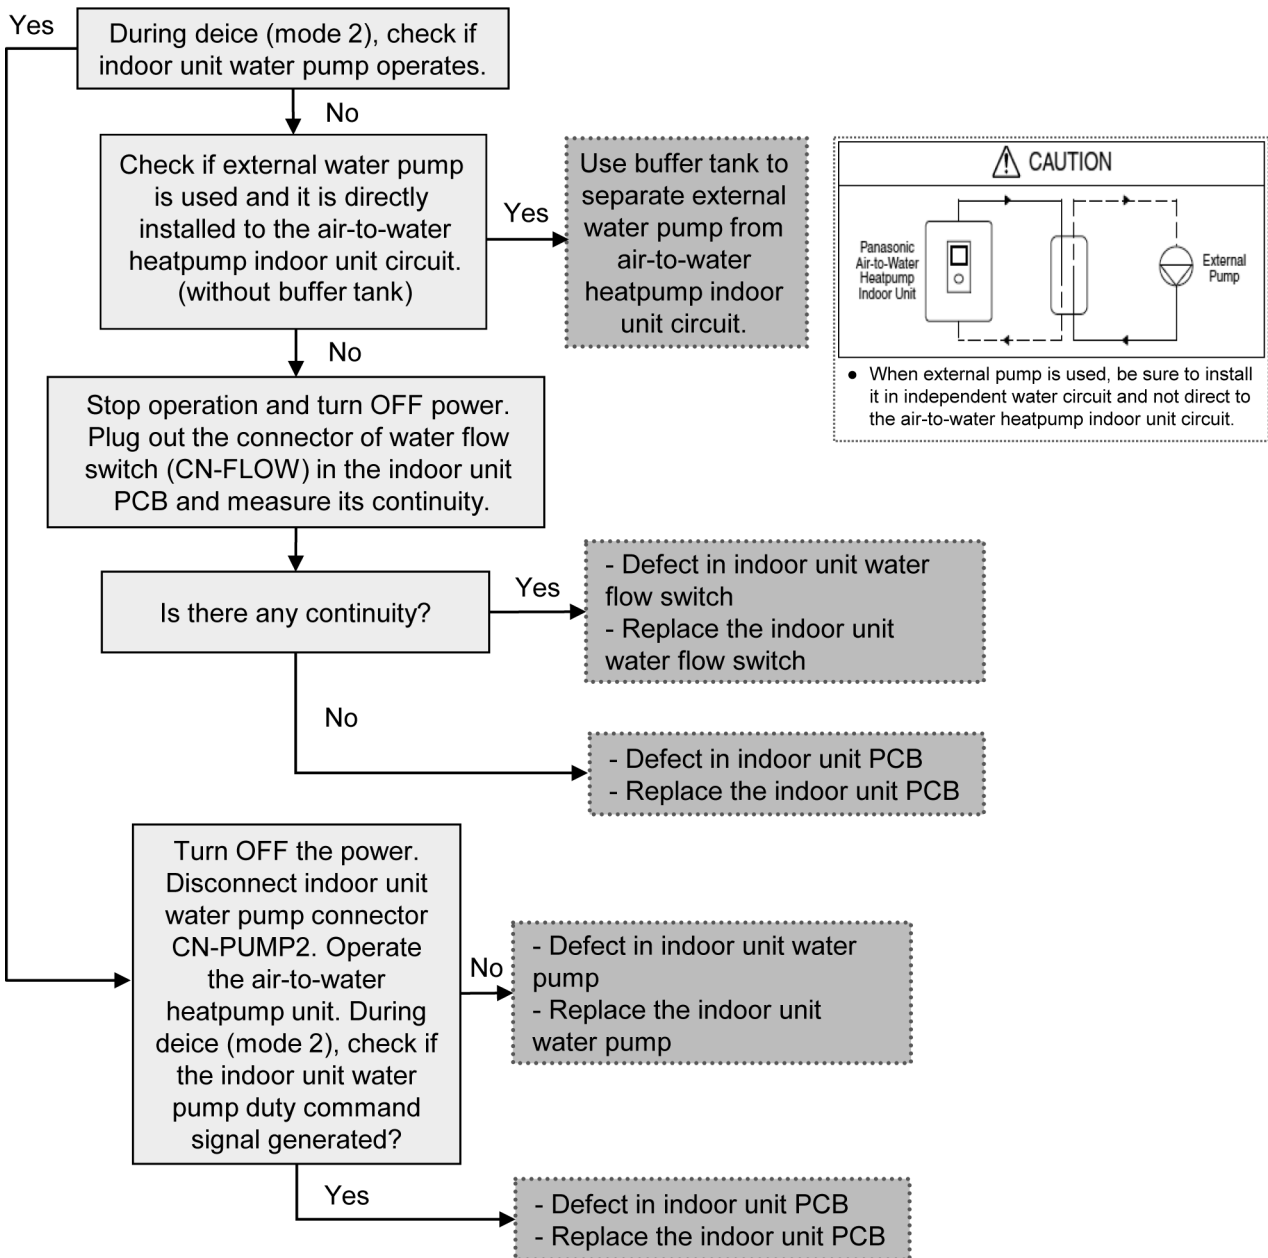 Yes
During deice (mode 2), check if
indoor unit water pump operates.
No
Check if external water pump
is used and it is directly
installed to the air-to-water
heatpump indoor unit circuit.
(without buffer tank)
Yes
Use buffer tank to
separate external
water pump from
air-to-water
heatpump indoor
unit circuit.
CAUTION
Panasonic
Air-to-Water
Heatpump
Indoor Unit
External
Pump
● When external pump is used, be sure to install
it in independent water circuit and not direct to
the air-to-water heatpump indoor unit circuit.
No
Stop operation and turn OFF power.
Plug out the connector of water flow
switch (CN-FLOW) in the indoor unit
PCB and measure its continuity.
Is there any continuity?
Yes
- Defect in indoor unit water
flow switch
- Replace the indoor unit
water flow switch
No
- Defect in indoor unit PCB
- Replace the indoor unit PCB
Turn OFF the power.
Disconnect indoor unit
water pump connector
CN-PUMP2. Operate
the air-to-water
heatpump unit. During
deice (mode 2), check if
the indoor unit water
pump duty command
signal generated?
No
- Defect in indoor unit water
pump
- Replace the indoor unit
water pump
Yes
- Defect in indoor unit PCB
- Replace the indoor unit PCB